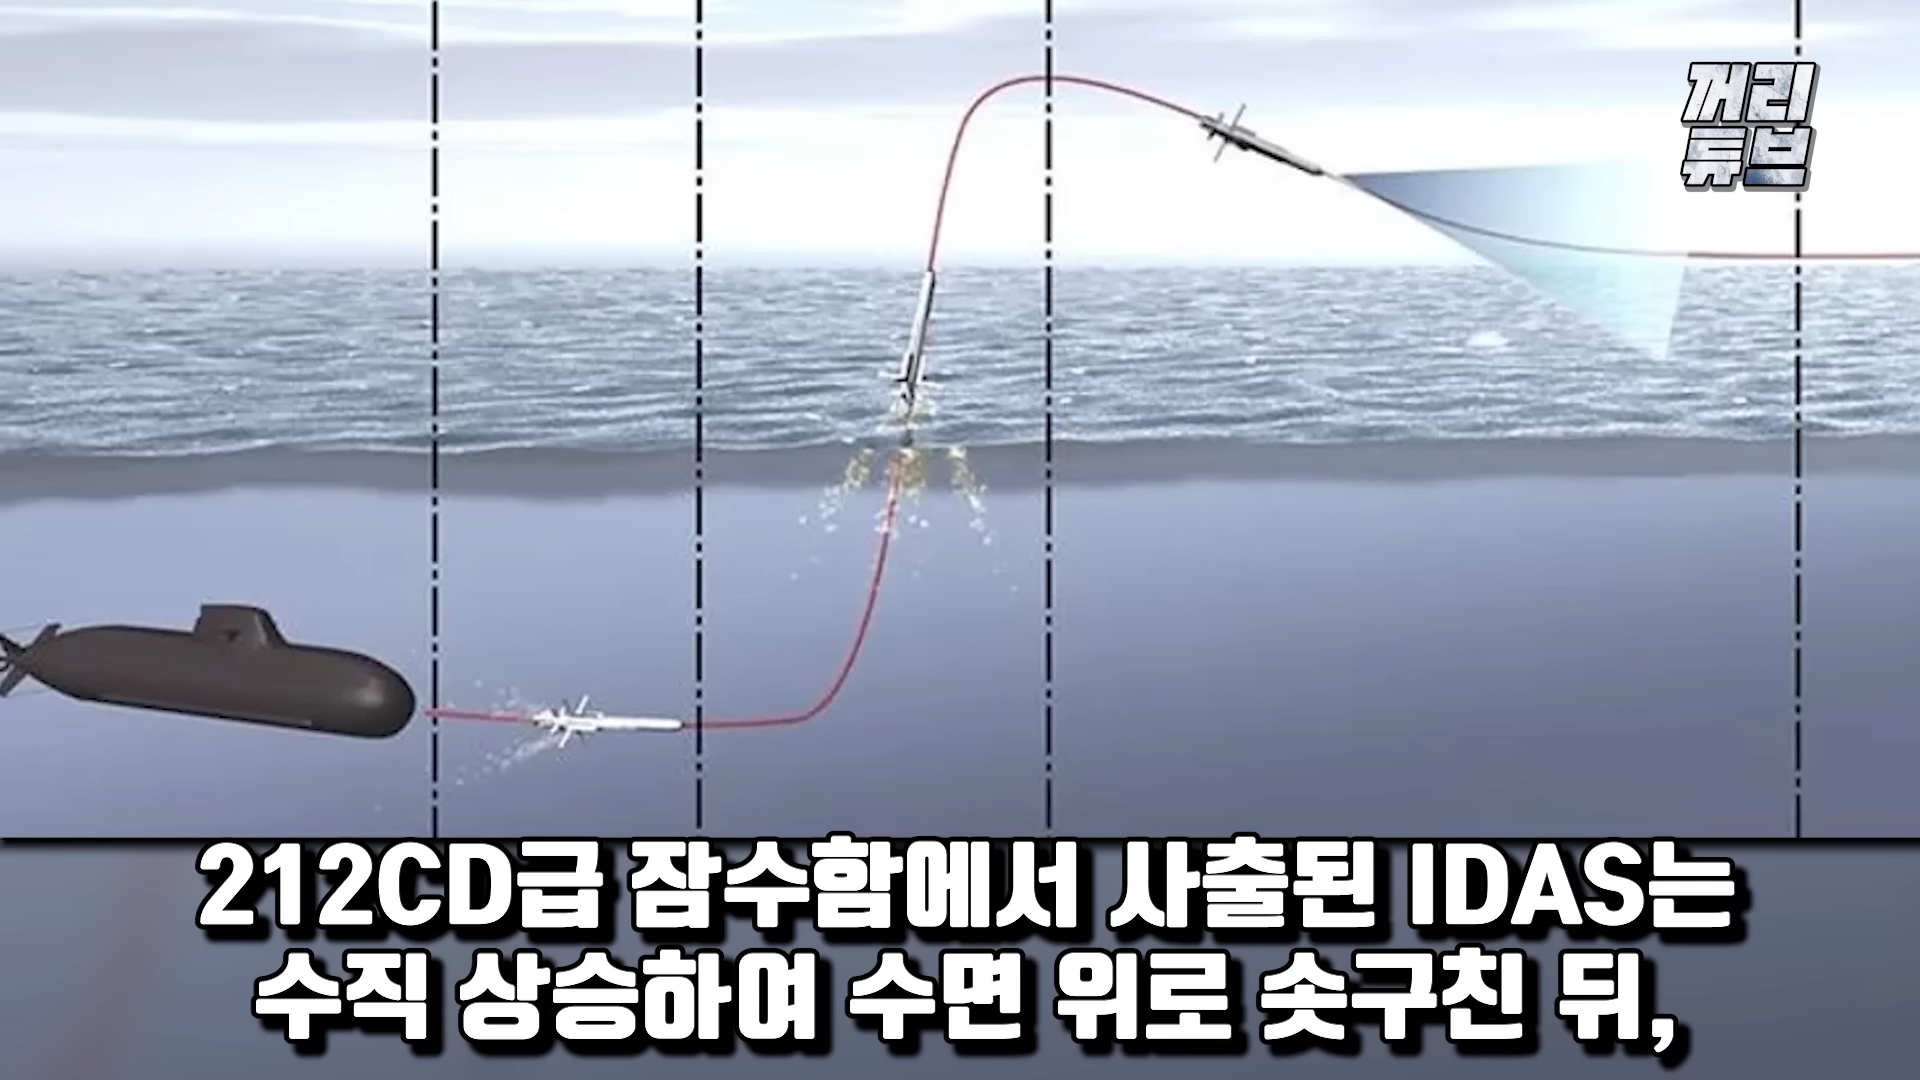 꺼리
튜브
212CD급 잠수함에서 사출된 IDAS는
수직 상승하여 수면 위로 솟구친 뒤,